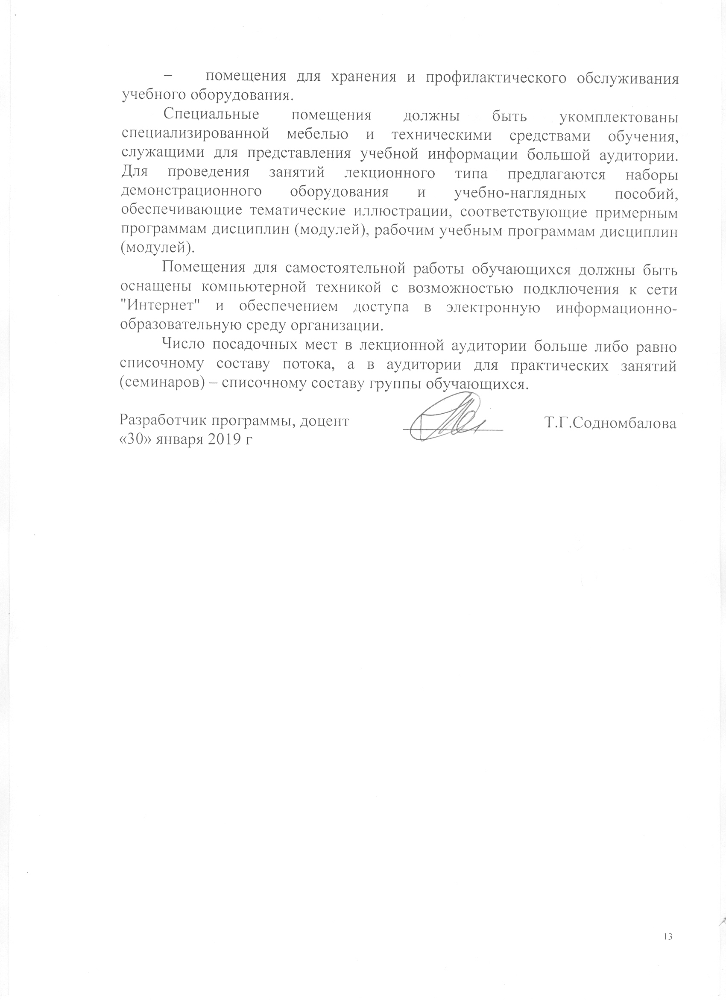 – помещения для хранения и профилактического обслуживания
учебного оборудования.
Специальные помещения должны быть укомплектованы
специализированной мебелью и техническими средствами обучения,
служащими для представления учебной информации большой аудитории.
Для проведения занятий лекционного типа предлагаются наборы
демонстрационного оборудования и учебно-наглядных пособий,
обеспечивающие тематические иллюстрации, соответствующие примерным
программам дисциплин (модулей), рабочим учебным программам дисциплин
(модулей).
Помещения для самостоятельной работы обучающихся должны быть
оснащены компьютерной техникой с возможностью подключения к сети
"Интернет" и обеспечением доступа в электронную информационно-
образовательную среду организации.
Число посадочных мест в лекционной аудитории больше либо равно
списочному составу потока, а в аудитории для практических занятий
(семинаров) – списочному составу группы обучающихся.
Разработчик программы, доцент Т.Г.Содномбалова
«30» января 2019 г
13